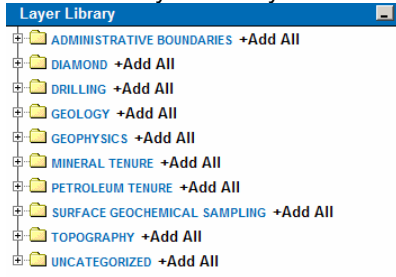 Layer Library
ADMINISTRATIVE BOUNDARIES +Add All
DIAMOND +Add All
DRILLING +Add All
GEOLOGY +Add All
GEOPHYSICS +Add All
MINERAL TENURE +Add All
PETROLEUM TENURE +Add All
SURFACE GEOCHEMICAL SAMPLING +Add All
TOPOGRAPHY +Add All
UNCATEGORIZED +Add All